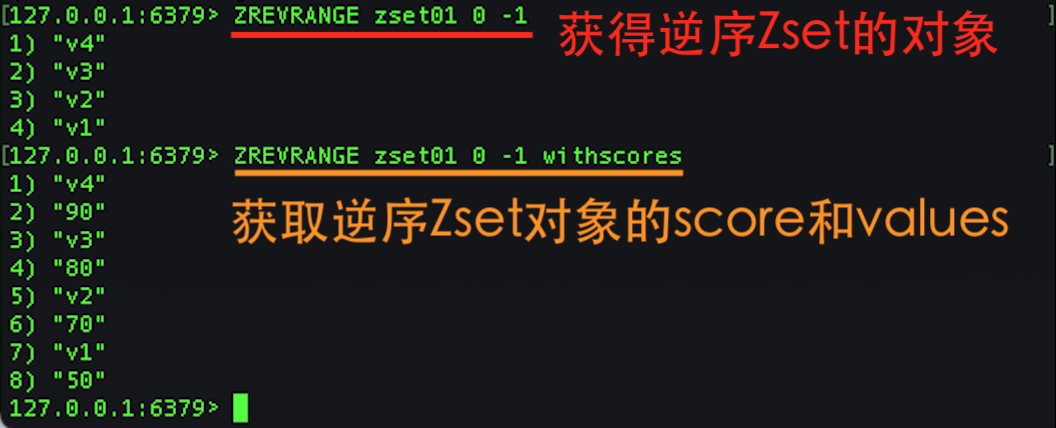 [127.0.0.1:6379> ZREVRANGE zset01 0 -1 ]
获得逆序Zset的对象
1) "v4"
2) "v3"
3) "v2"
4) "v1"
[127.0.0.1:6379> ZREVRANGE zset01 0 -1 withscores ]
1) "v4"
2) "90"
获取逆序Zset对象的score和values
3) "v3"
4) "80"
5) "v2"
6) "70"
7) "v1"
8) "50"
127.0.0.1:6379>